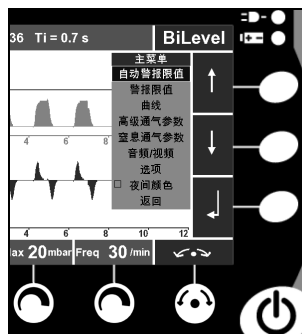 36 Ti = 0.7 s BiLevel
主菜单
自动警报限值
警报限值
曲线
高级通气参数
窒息通气参数
音频/视频
选项
夜间颜色
返回
4 6 8
4 6 8 10 12
ax 20 mbar Freq 30 /min